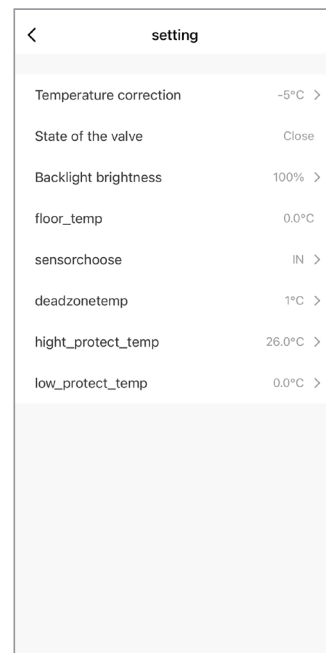 setting
Temperature correction -5°C
State of the valve Close
Backlight brightness 100%
floor_temp 0.0°C
sensorchoose IN
deadzonetemp 1°C
hight_protect_temp 26.0°C
low_protect_temp 0.0°C